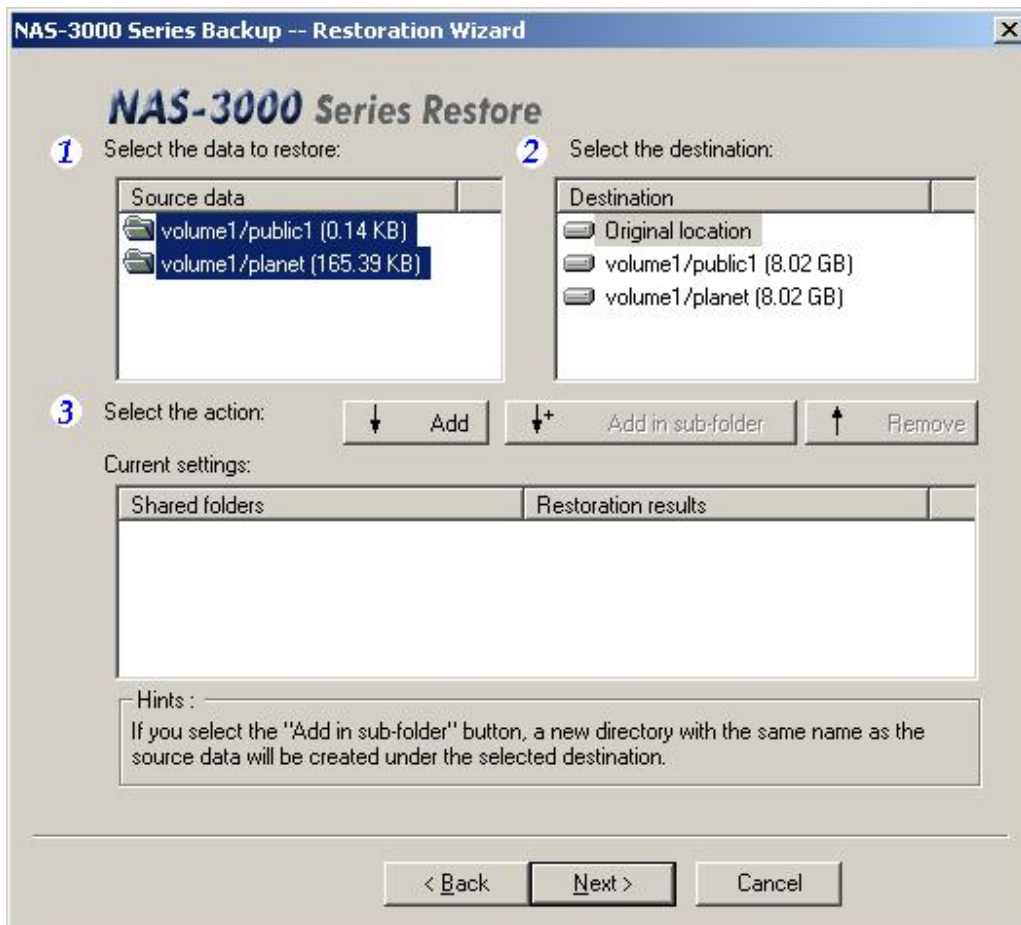 NAS-3000 Series Backup -- Restoration Wizard
NAS-3000 Series Restore
1 Select the data to restore:
Source data
volume1/public1 (0.14 KB)
volume1/planet (165.39 KB)
2 Select the destination:
Destination
Original location
volume1/public1 (8.02 GB)
volume1/planet (8.02 GB)
3 Select the action:
Add
Add in sub-folder
Remove
Current settings:
Shared folders
Restoration results
Hints :
If you select the "Add in sub-folder" button, a new directory with the same name as the
source data will be created under the selected destination.
< Back
Next >
Cancel